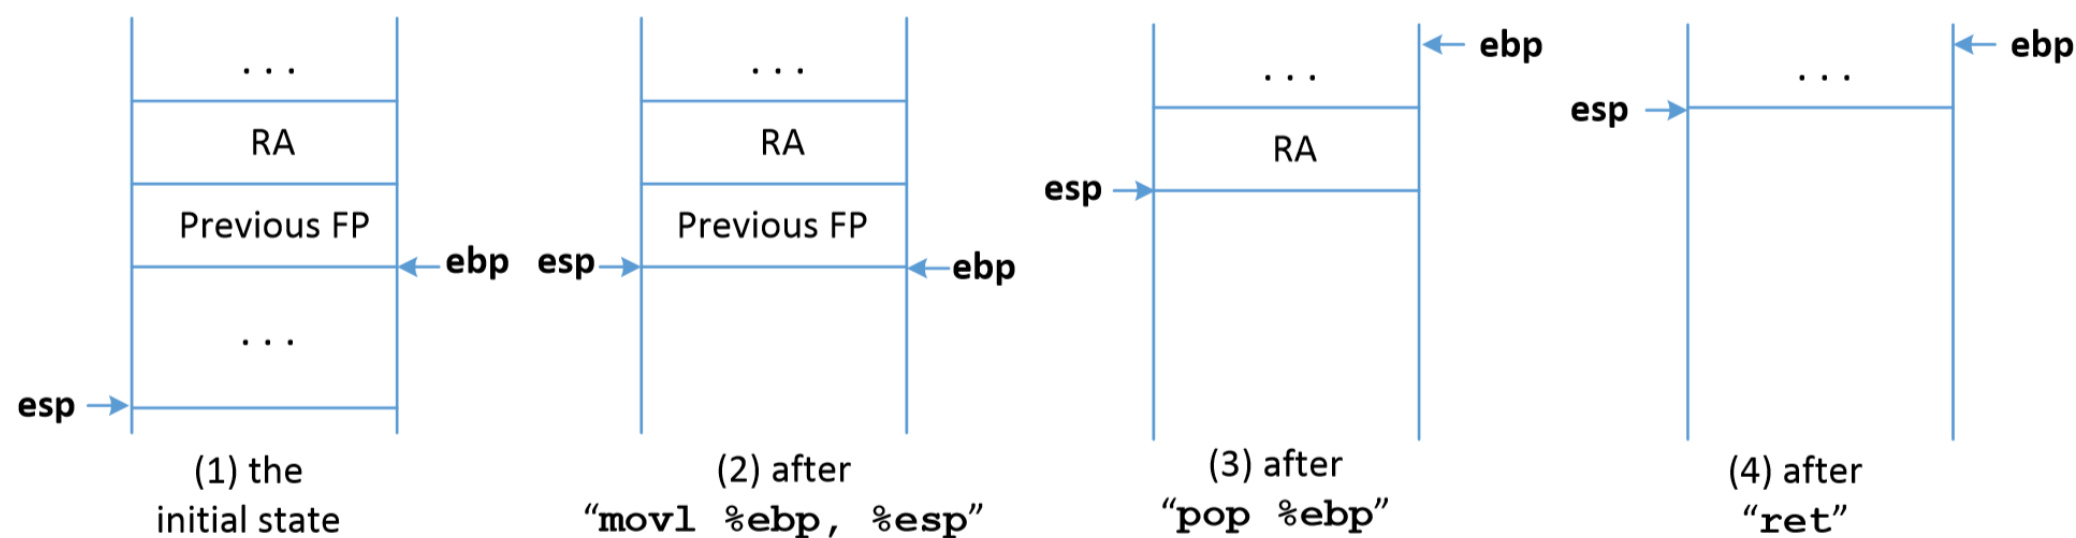 . . .
RA
Previous FP
ebp
. . .
esp
(1) the
initial state
. . .
RA
Previous FP
esp
ebp
(2) after
“movl %ebp, %esp”
ebp
. . .
RA
esp
(3) after
“pop %ebp”
ebp
. . .
esp
(4) after
“ret”